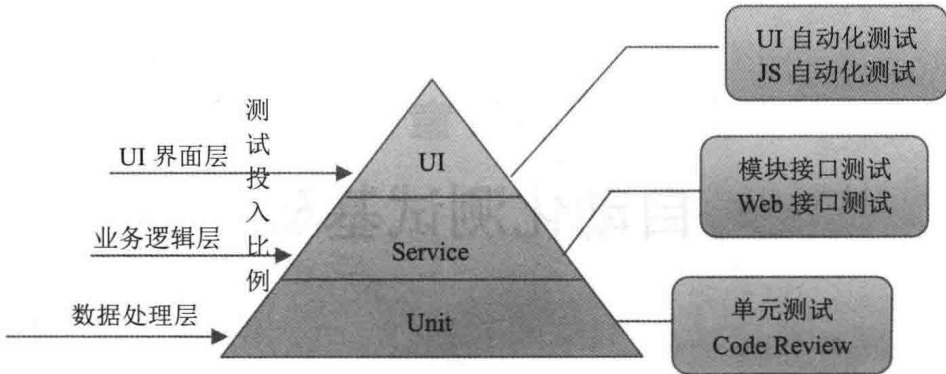 UI 自动化测试
JS 自动化测试
测试投入比例
UI 界面层
UI
模块接口测试
Web 接口测试
业务逻辑层
Service
数据处理层
Unit
单元测试
Code Review